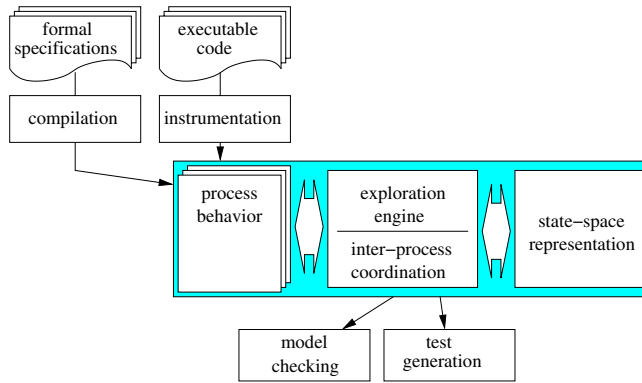 formal
specifications
executable
code
compilation
instrumentation
process
behavior
exploration
engine
inter−process
coordination
state−space
representation
model
checking
test
generation